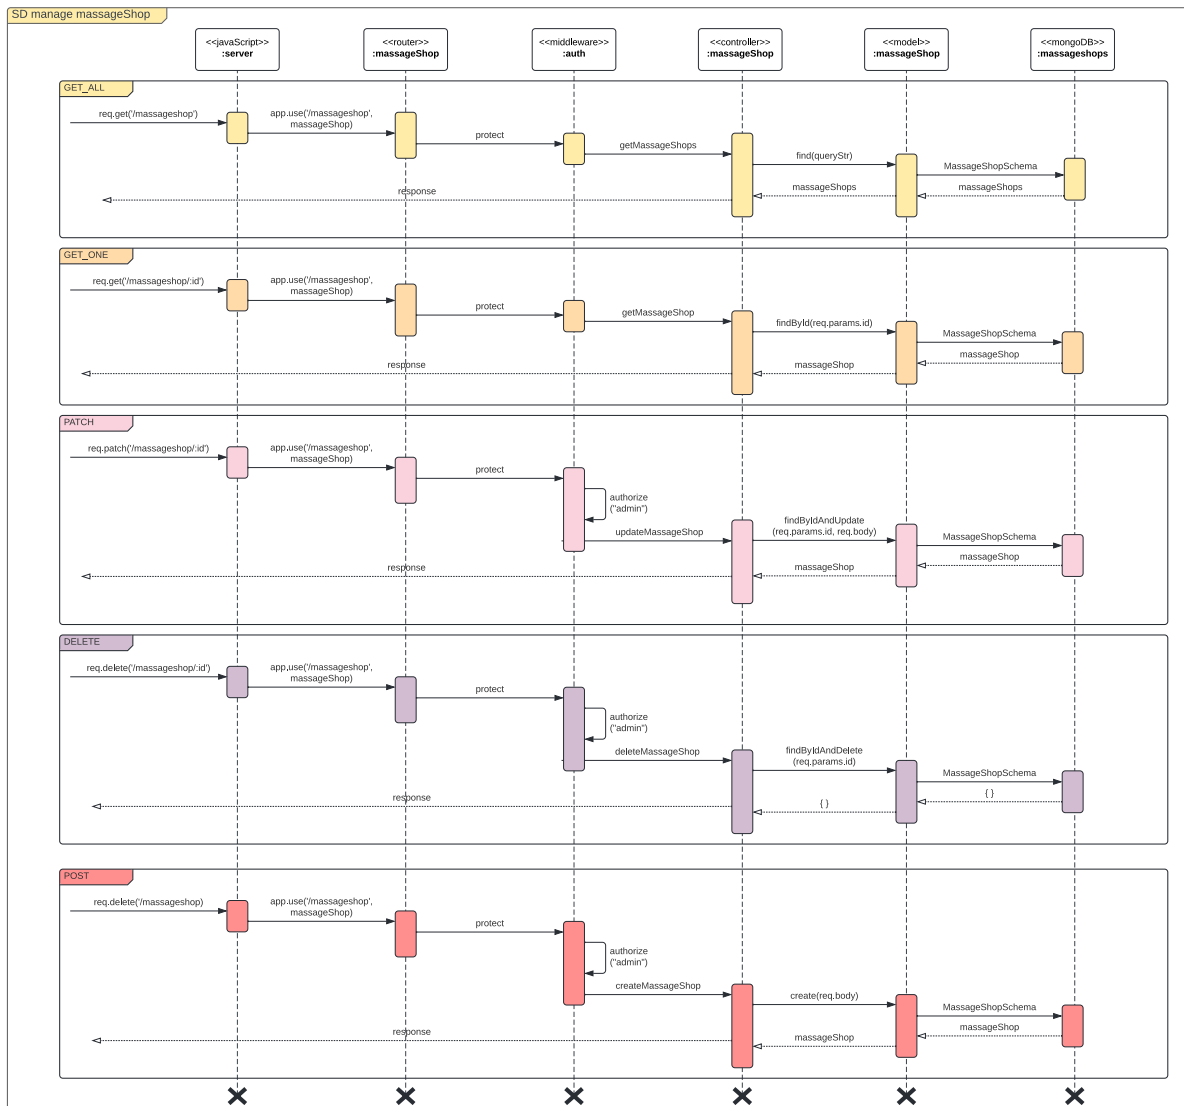 SD manage massageShop
<<javaScript>>
:server
<<router>>
:massageShop
<<middleware>>
:auth
<<controller>>
:massageShop
<<model>>
:massageShop
<<mongoDB>>
:massageshops
GET_ALL
req.get('/massageshop')
app.use('/massageshop',
massageShop)
protect
getMassageShops
find(queryStr)
MassageShopSchema
massageShops
massageShops
response
GET_ONE
req.get('/massageshop/:id')
app.use('/massageshop',
massageShop)
protect
getMassageShop
findById(req.params.id)
MassageShopSchema
massageShop
massageShop
response
PATCH
req.patch('/massageshop/:id')
app.use('/massageshop',
massageShop)
protect
authorize
("admin")
updateMassageShop
findByIdAndUpdate
(req.params.id, req.body)
MassageShopSchema
massageShop
massageShop
response
DELETE
req.delete('/massageshop/:id')
app.use('/massageshop',
massageShop)
protect
authorize
("admin")
deleteMassageShop
findByIdAndDelete
(req.params.id)
MassageShopSchema
{ }
{ }
response
POST
req.delete('/massageshop)
app.use('/massageshop',
massageShop)
protect
authorize
("admin")
createMassageShop
create(req.body)
MassageShopSchema
massageShop
massageShop
response